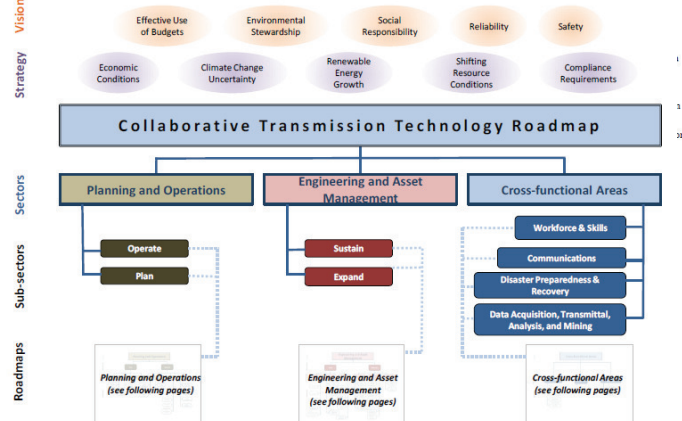 Vision
Effective Use
of Budgets
Environmental
Stewardship
Social
Responsibility
Reliability
Safety
Strategy
Economic
Conditions
Climate Change
Uncertainty
Renewable
Energy
Growth
Shifting
Resource
Conditions
Compliance
Requirements
Collaborative Transmission Technology Roadmap
Sectors
Planning and Operations
Engineering and Asset
Management
Cross-functional Areas
Sub-sectors
Operate
Plan
Sustain
Expand
Workforce & Skills
Communications
Disaster Preparedness &
Recovery
Data Acquisition, Transmittal,
Analysis, and Mining
Roadmaps
Planning and Operations
(see following pages)
Engineering and Asset
Management
(see following pages)
Cross-functional Areas
(see following pages)